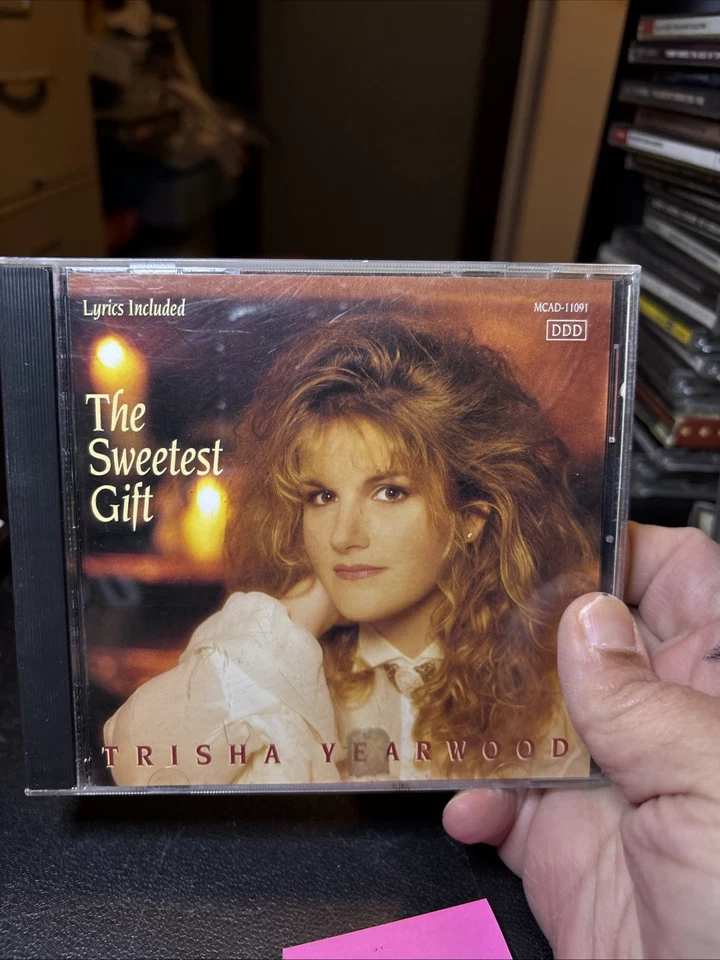 Lyrics Included
MCAD-11091
DDD
The
Sweetest
Gift
TRISHA YEARWOOD